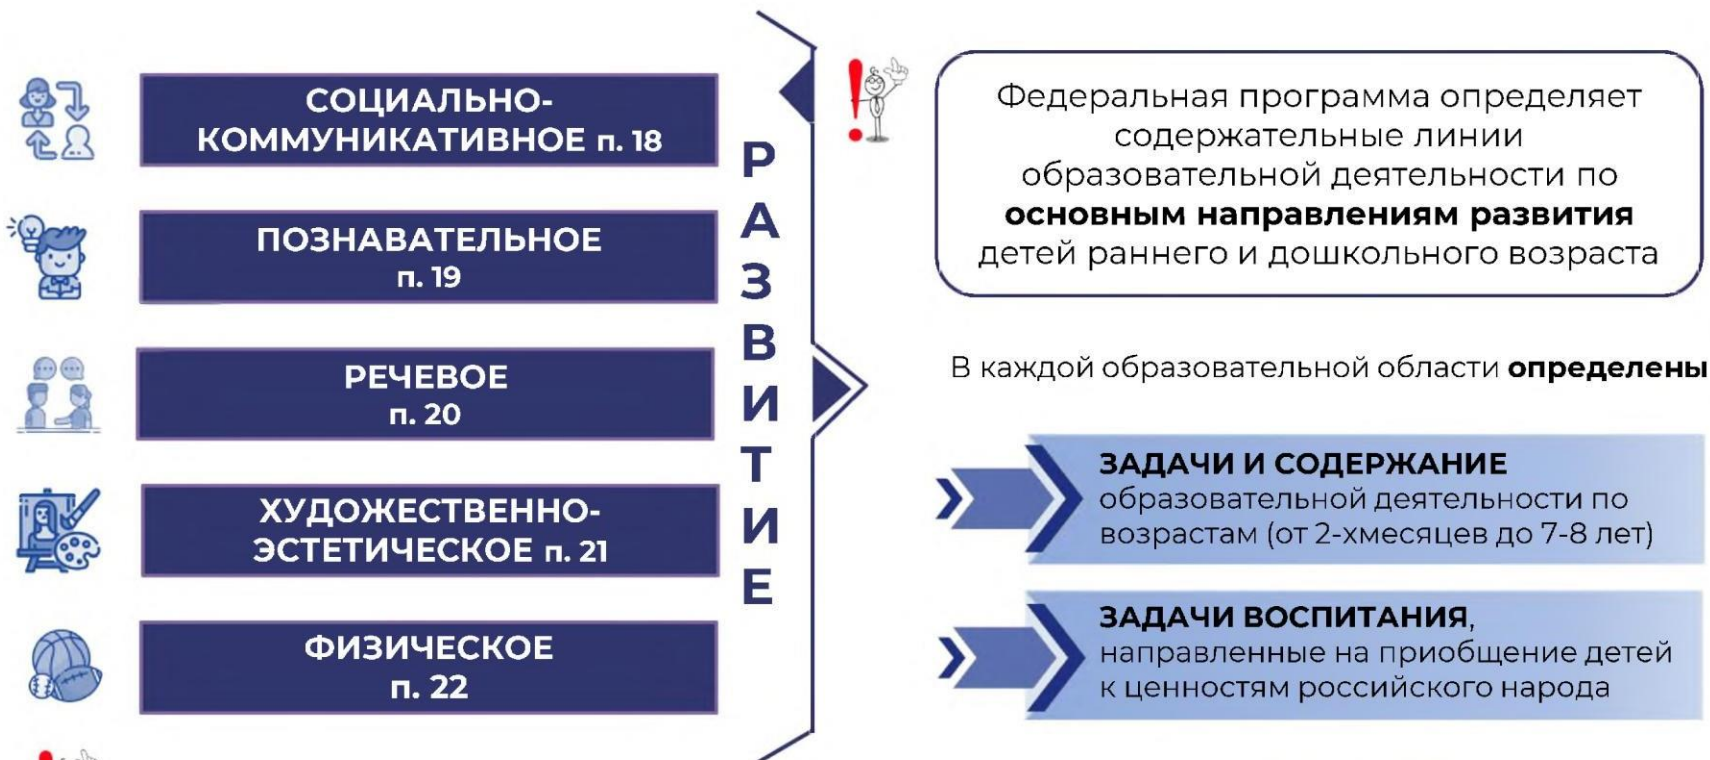 СОЦИАЛЬНО-
КОММУНИКАТИВНОЕ п. 18
ПОЗНАВАТЕЛЬНОЕ
п. 19
РЕЧЕВОЕ
п. 20
ХУДОЖЕСТВЕННО-
ЭСТЕТИЧЕСКОЕ п. 21
ФИЗИЧЕСКОЕ
п. 22
РАЗВИТИЕ
Федеральная программа определяет
содержательные линии
образовательной деятельности по
основным направлениям развития
детей раннего и дошкольного возраста
В каждой образовательной области определены
ЗАДАЧИ И СОДЕРЖАНИЕ
образовательной деятельности по
возрастам (от 2-хмесяцев до 7-8 лет)
ЗАДАЧИ ВОСПИТАНИЯ,
направленные на приобщение детей
к ценностям российского народа